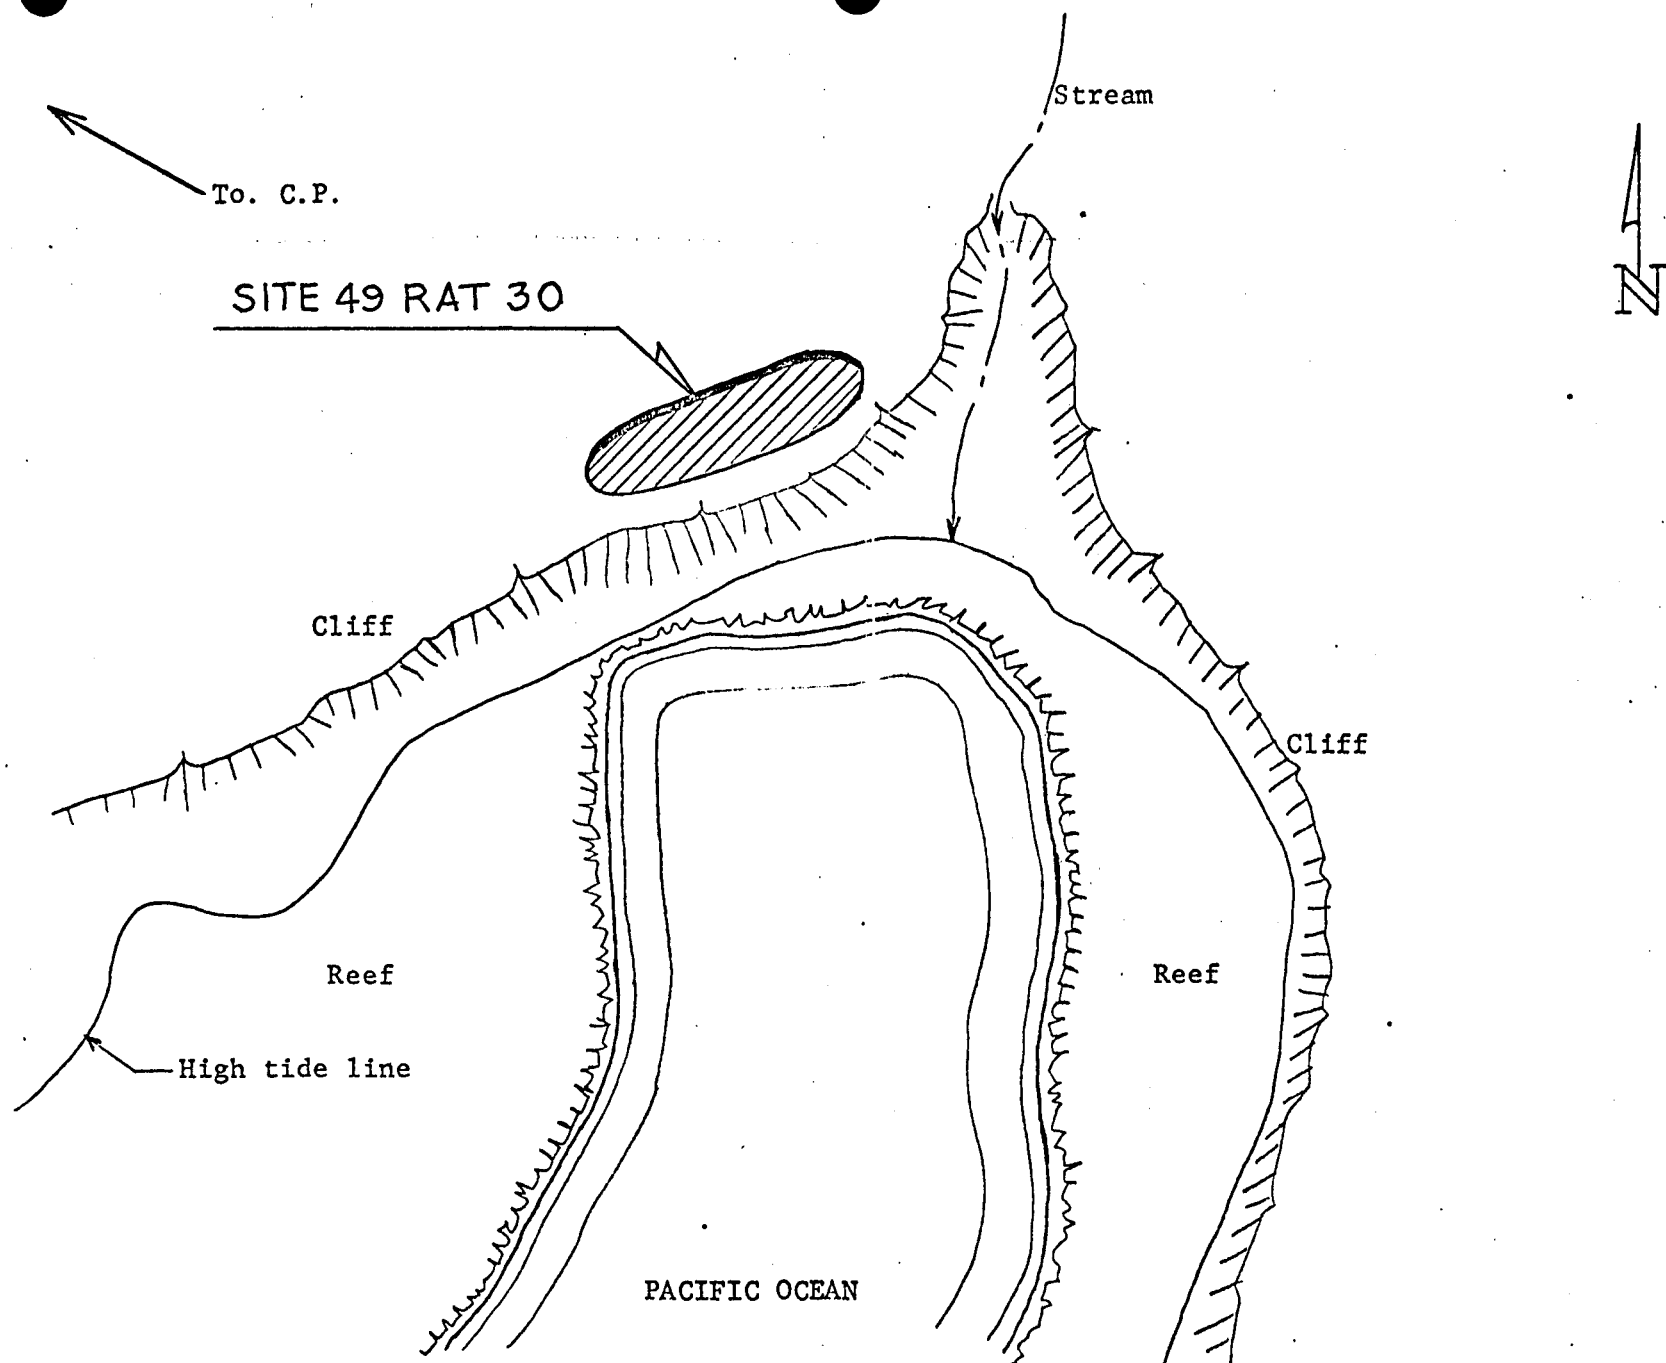 Stream
To. C.P.
SITE 49 RAT 30
N
Cliff
Cliff
Reef
Reef
High tide line
PACIFIC OCEAN